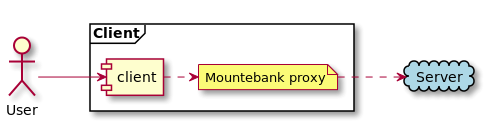 Client
client
Mountebank proxy
Server
User